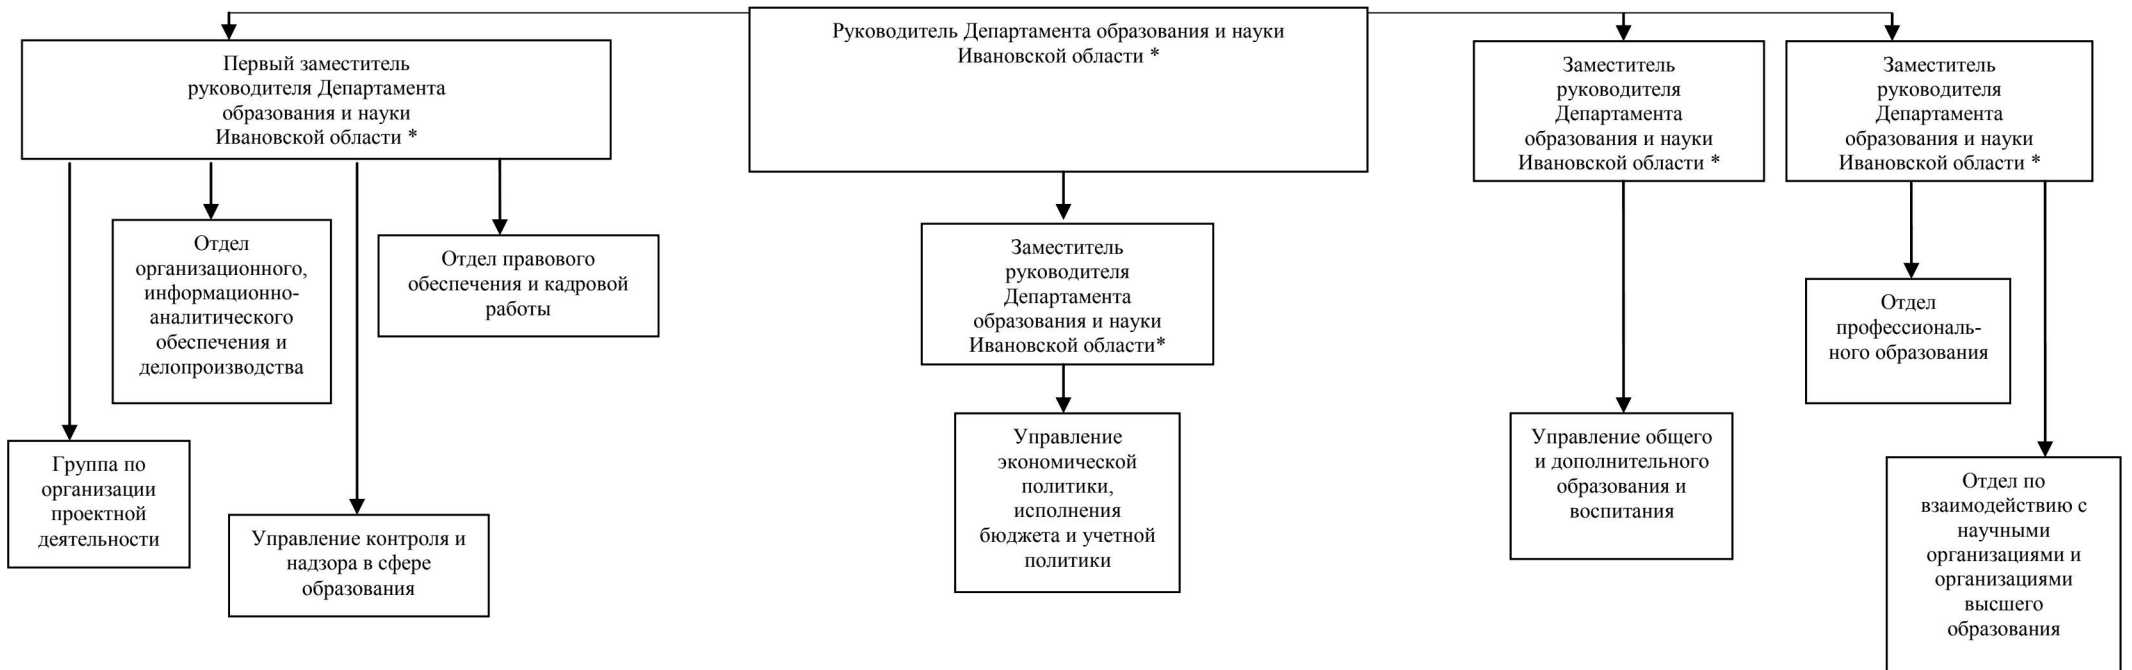 Руководитель Департамента образования и науки
Ивановской области *
Первый заместитель
руководителя Департамента
образования и науки
Ивановской области *
Заместитель
руководителя
Департамента
образования и науки
Ивановской области *
Заместитель
руководителя
Департамента
образования и науки
Ивановской области *
Отдел
организационного,
информационно-
аналитического
обеспечения и
делопроизводства
Отдел правового
обеспечения и кадровой
работы
Заместитель
руководителя
Департамента
образования и науки
Ивановской области*
Отдел
профессиональ-
ного образования
Группа по
организации
проектной
деятельности
Управление контроля и
надзора в сфере
образования
Управление
экономической
политики,
исполнения
бюджета и учетной
политики
Управление общего
и дополнительного
образования и
воспитания
Отдел по
взаимодействию с
научными
организациями и
организациями
высшего
образования